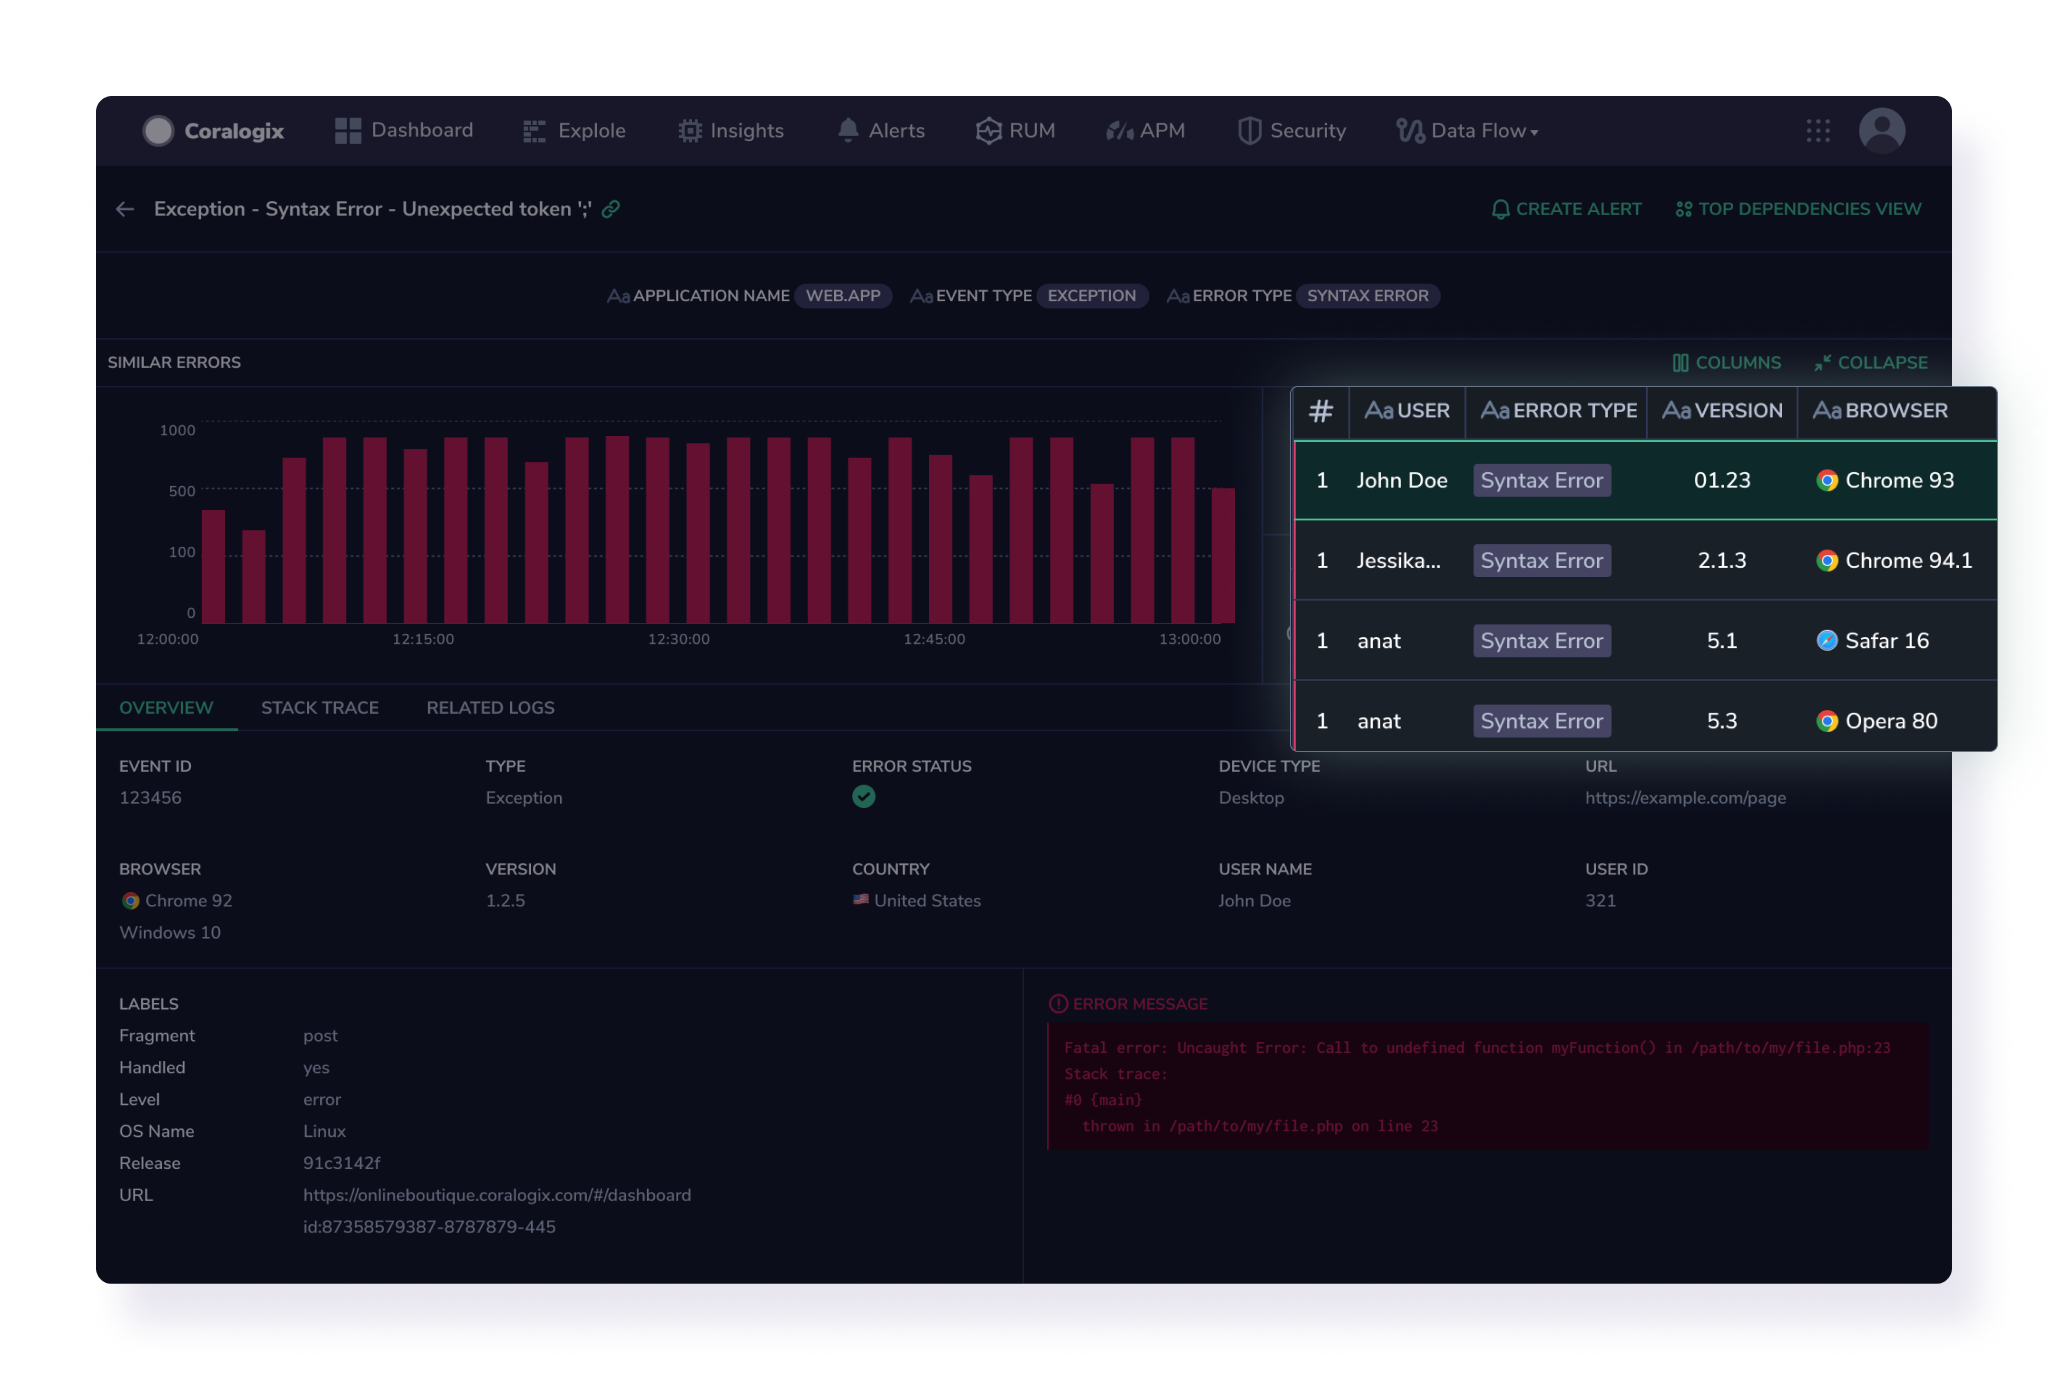 Coralogix Dashboard Explole Insights Alerts RUM APM Security Data Flow
Exception - Syntax Error - Unexpected token ';' CREATE ALERT TOP DEPENDENCIES VIEW
Aa APPLICATION NAME WEB.APP Aa EVENT TYPE EXCEPTION Aa ERROR TYPE SYNTAX ERROR
SIMILAR ERRORS COLUMNS COLLAPSE
1000
500
100
0
12:00:00 12:15:00 12:30:00 12:45:00 13:00:00
# Aa USER Aa ERROR TYPE Aa VERSION Aa BROWSER
1 John Doe Syntax Error 01.23 Chrome 93
1 Jessika... Syntax Error 2.1.3 Chrome 94.1
1 anat Syntax Error 5.1 Safar 16
1 anat Syntax Error 5.3 Opera 80
OVERVIEW STACK TRACE RELATED LOGS
EVENT ID TYPE ERROR STATUS DEVICE TYPE URL
123456 Exception Desktop https://example.com/page
BROWSER VERSION COUNTRY USER NAME USER ID
Chrome 92 1.2.5 United States John Doe 321
Windows 10
LABELS
Fragment post
Handled yes
Level error
OS Name Linux
Release 91c3142f
URL https://onlineboutique.coralogix.com/#/dashboard
id:87358579387-8787879-445
ERROR MESSAGE
Fatal error: Uncaught Error: Call to undefined function myFunction() in /path/to/my/file.php:23
Stack trace:
#0 {main}
thrown in /path/to/my/file.php on line 23